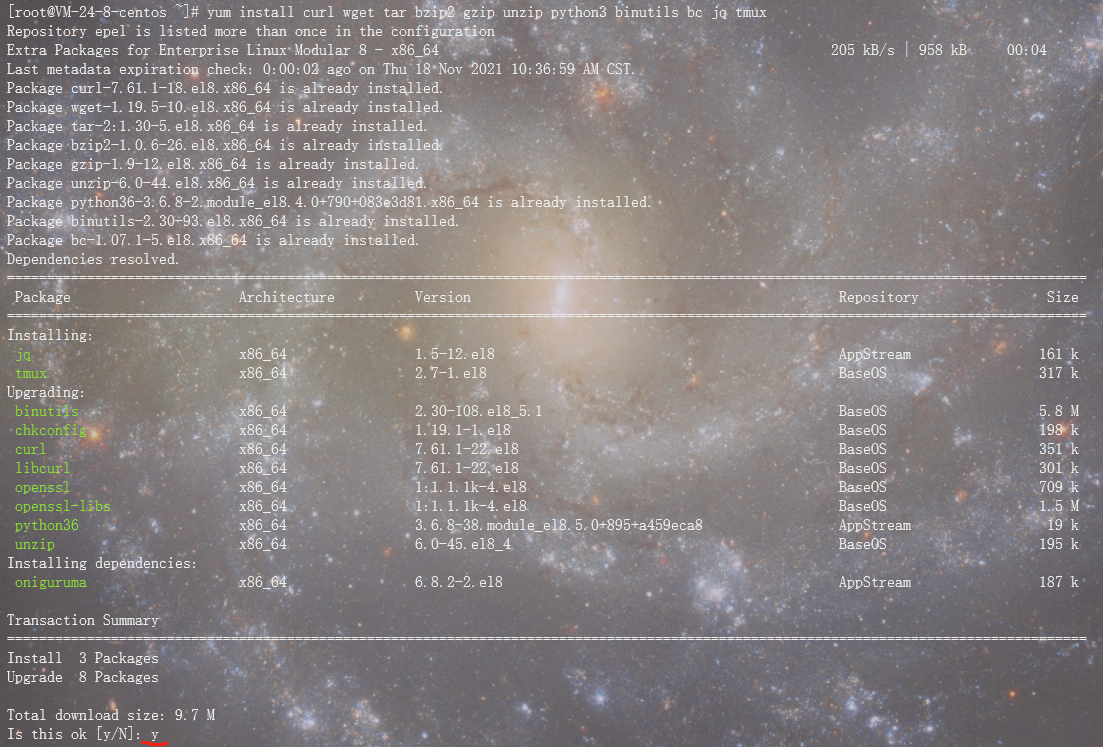 [root@VM-24-8-centos ~]# yum install curl wget tar bzip2 gzip unzip python3 binutils bc jq tmux
Repository epel is listed more than once in the configuration
Extra Packages for Enterprise Linux Modular 8 - x86_64 205 kB/s | 958 kB 00:04
Last metadata expiration check: 0:00:02 ago on Thu 18 Nov 2021 10:36:59 AM CST.
Package curl-7.61.1-18.el8.x86_64 is already installed.
Package wget-1.19.5-10.el8.x86_64 is already installed.
Package tar-2:1.30-5.el8.x86_64 is already installed.
Package bzip2-1.0.6-26.el8.x86_64 is already installed.
Package gzip-1.9-12.el8.x86_64 is already installed.
Package unzip-6.0-44.el8.x86_64 is already installed.
Package python36-3.6.8-2.module_el8.4.0+790+083e3d81.x86_64 is already installed.
Package binutils-2.30-93.el8.x86_64 is already installed.
Package bc-1.07.1-5.el8.x86_64 is already installed.
Dependencies resolved.
Package Architecture Version Repository Size
Installing:
jq x86_64 1.5-12.el8 AppStream 161 k
tmux x86_64 2.7-1.el8 BaseOS 317 k
Upgrading:
binutils x86_64 2.30-108.el8_5.1 BaseOS 5.8 M
chkconfig x86_64 1.19.1-1.el8 BaseOS 198 k
curl x86_64 7.61.1-22.el8 BaseOS 351 k
libcurl x86_64 7.61.1-22.el8 BaseOS 301 k
openssl x86_64 1:1.1.1k-4.el8 BaseOS 709 k
openssl-libs x86_64 1:1.1.1k-4.el8 BaseOS 1.5 M
python36 x86_64 3.6.8-38.module_el8.5.0+895+a459eca8 AppStream 19 k
unzip x86_64 6.0-45.el8_4 BaseOS 195 k
Installing dependencies:
oniguruma x86_64 6.8.2-2.el8 AppStream 187 k
Transaction Summary
Install 3 Packages
Upgrade 8 Packages
Total download size: 9.7 M
Is this ok [y/N]: y